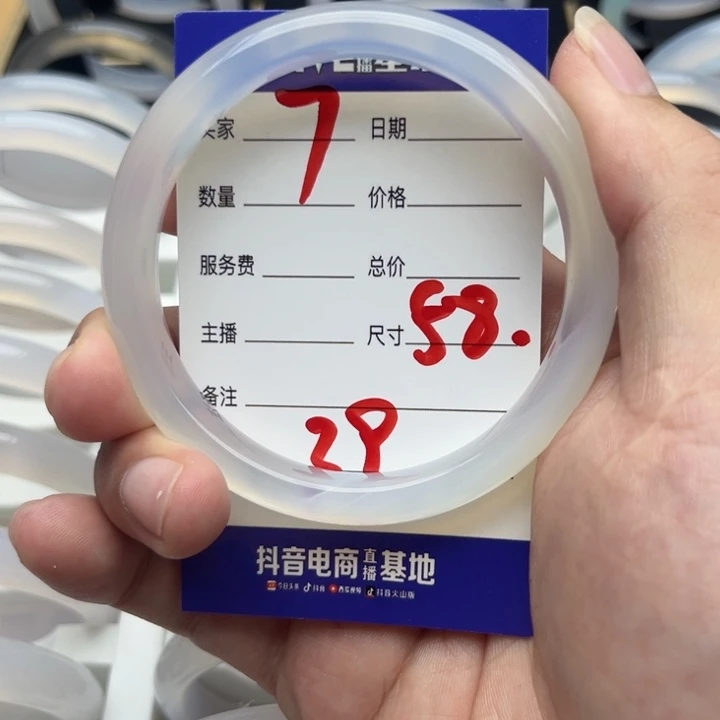 买家 7 日期
数量 价格
服务费 总价
主播 尺寸 58.
备注
29
抖音电商直播基地
今日头条 抖音 西瓜视频 抖音火山版